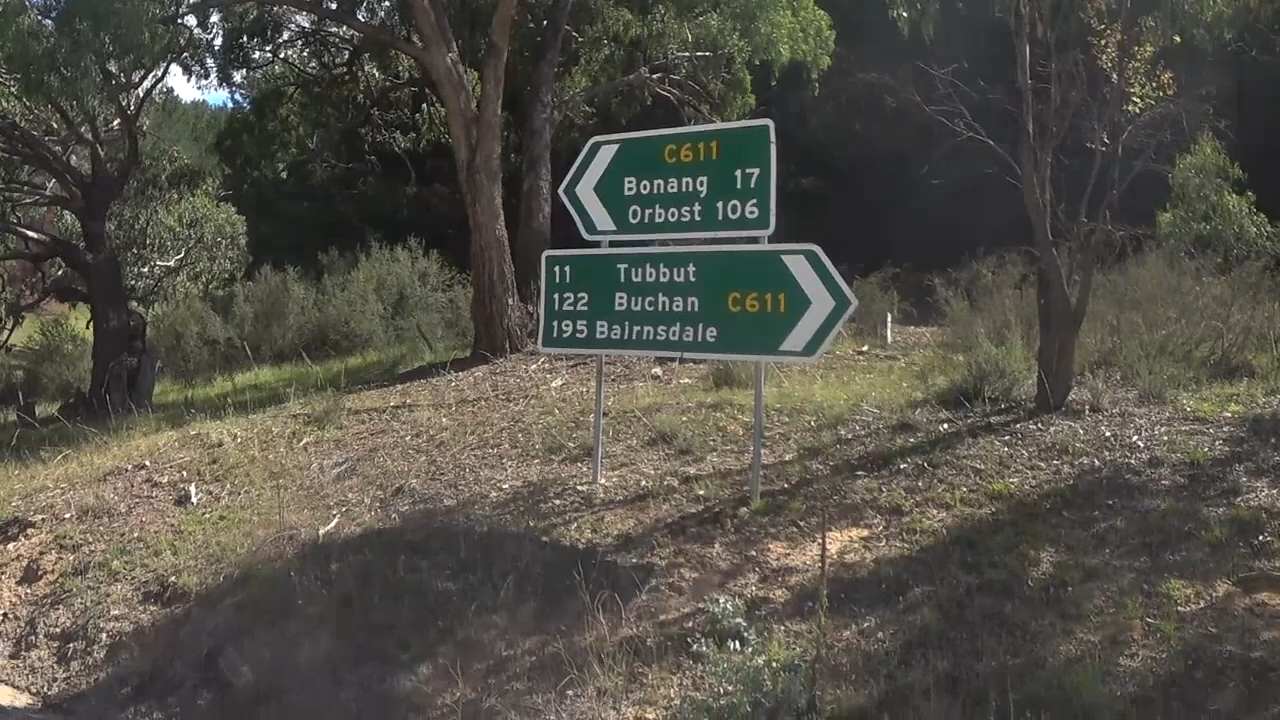 C611
Bonang 17
Orbost 106
11 Tubbut
122 Buchan C611
195 Bairnsdale